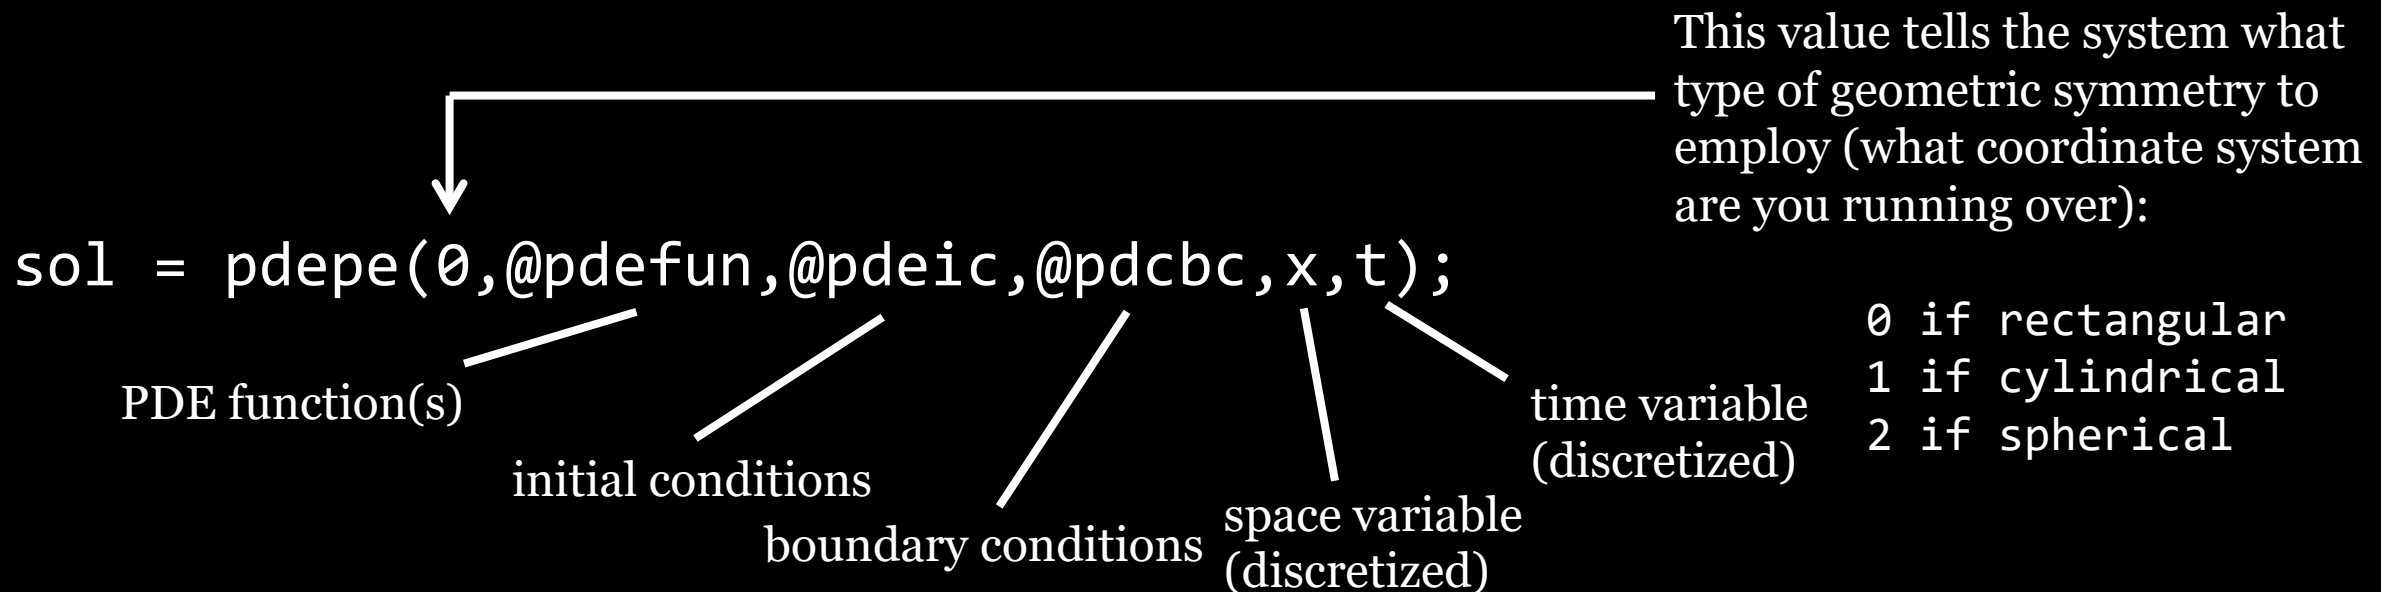 This value tells the system what
type of geometric symmetry to
employ (what coordinate system
are you running over):
sol = pdepe(0,@pdefun,@pdeic,@pdcbc,x,t);
0 if rectangular
1 if cylindrical
2 if spherical
PDE function(s)
initial conditions
boundary conditions
space variable
(discretized)
time variable
(discretized)